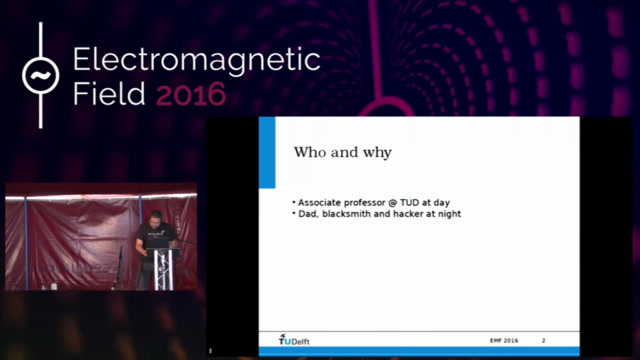 Electromagnetic
Field 2016
Who and why
• Associate professor @ TUD at day
• Dad, blacksmith and hacker at night
TUDelft
EMF 2016 2